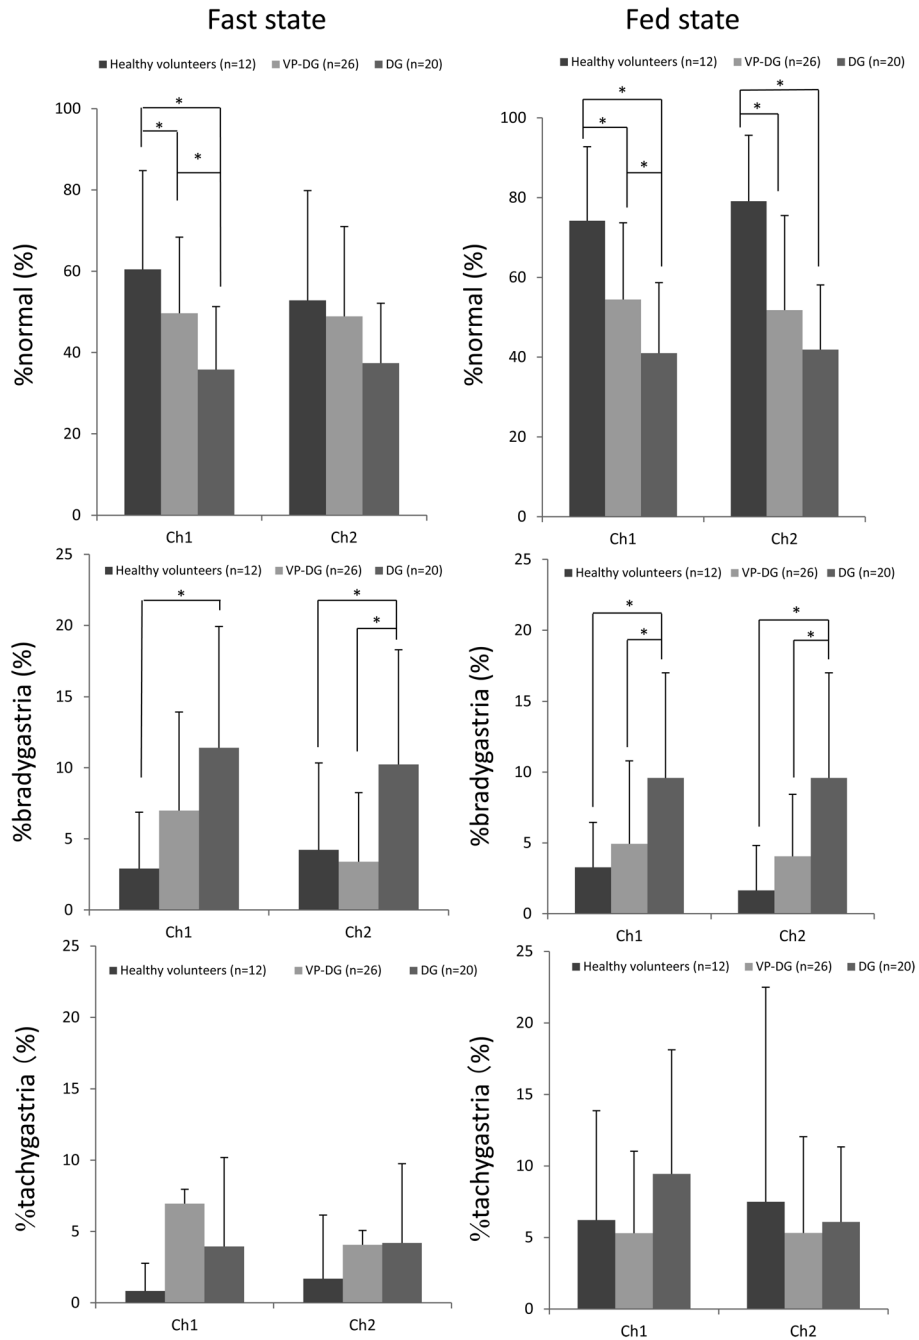 Fast state
Fed state
Healthy volunteers (n=12) VP-DG (n=26) DG (n=20)
%normal (%)
100
80
60
40
20
0
* * *
Ch1 Ch2
Healthy volunteers (n=12) VP-DG (n=26) DG (n=20)
%normal (%)
100
80
60
40
20
0
* * * * *
Ch1 Ch2
Healthy volunteers (n=12) VP-DG (n=26) DG (n=20)
%bradygastria (%)
25
20
15
10
5
0
* * *
Ch1 Ch2
Healthy volunteers (n=12) VP-DG (n=26) DG (n=20)
%bradygastria (%)
25
20
15
10
5
0
* * * *
Ch1 Ch2
Healthy volunteers (n=12) VP-DG (n=26) DG (n=20)
%tachygastria (%)
25
20
15
10
5
0
Ch1 Ch2
Healthy volunteers (n=12) VP-DG (n=26) DG (n=20)
%tachygastria (%)
25
20
15
10
5
0
Ch1 Ch2